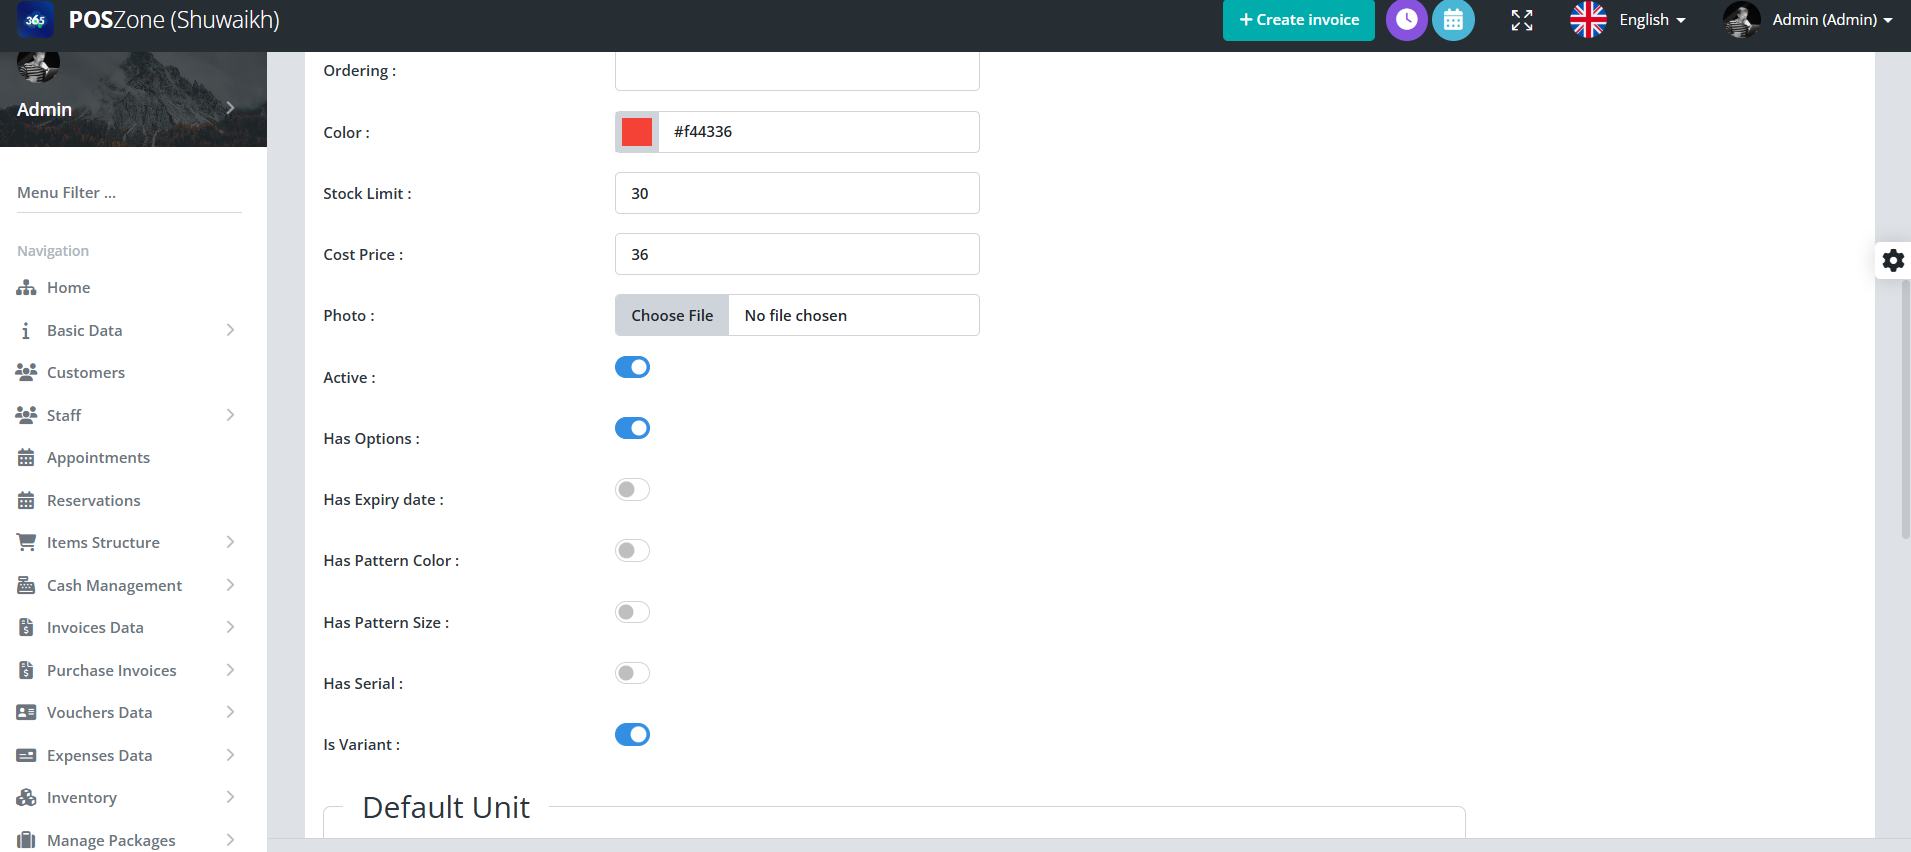 365 POSZone (Shuwaikh)
+ Create invoice
English
Admin (Admin)
Admin
Menu Filter ...
Navigation
Home
Basic Data
Customers
Staff
Appointments
Reservations
Items Structure
Cash Management
Invoices Data
Purchase Invoices
Vouchers Data
Expenses Data
Inventory
Manage Packages
Ordering :
Color : #f44336
Stock Limit : 30
Cost Price : 36
Photo : Choose File No file chosen
Active :
Has Options :
Has Expiry date :
Has Pattern Color :
Has Pattern Size :
Has Serial :
Is Variant :
Default Unit